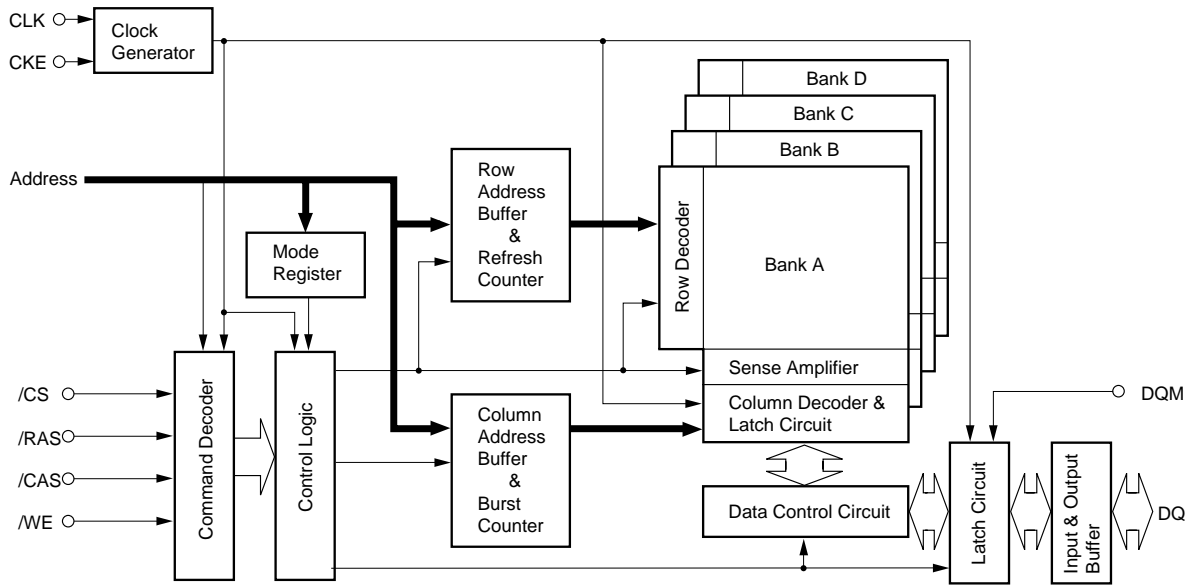 CLK
CKE
Clock
Generator
Bank D
Bank C
Bank B
Bank A
Address
Mode
Register
Row
Address
Buffer
&
Refresh
Counter
Row Decoder
Sense Amplifier
Column Decoder &
Latch Circuit
/CS
/RAS
/CAS
/WE
Command Decoder
Control Logic
Column
Address
Buffer
&
Burst
Counter
Data Control Circuit
DQM
Latch Circuit
Input & Output
Buffer
DQ